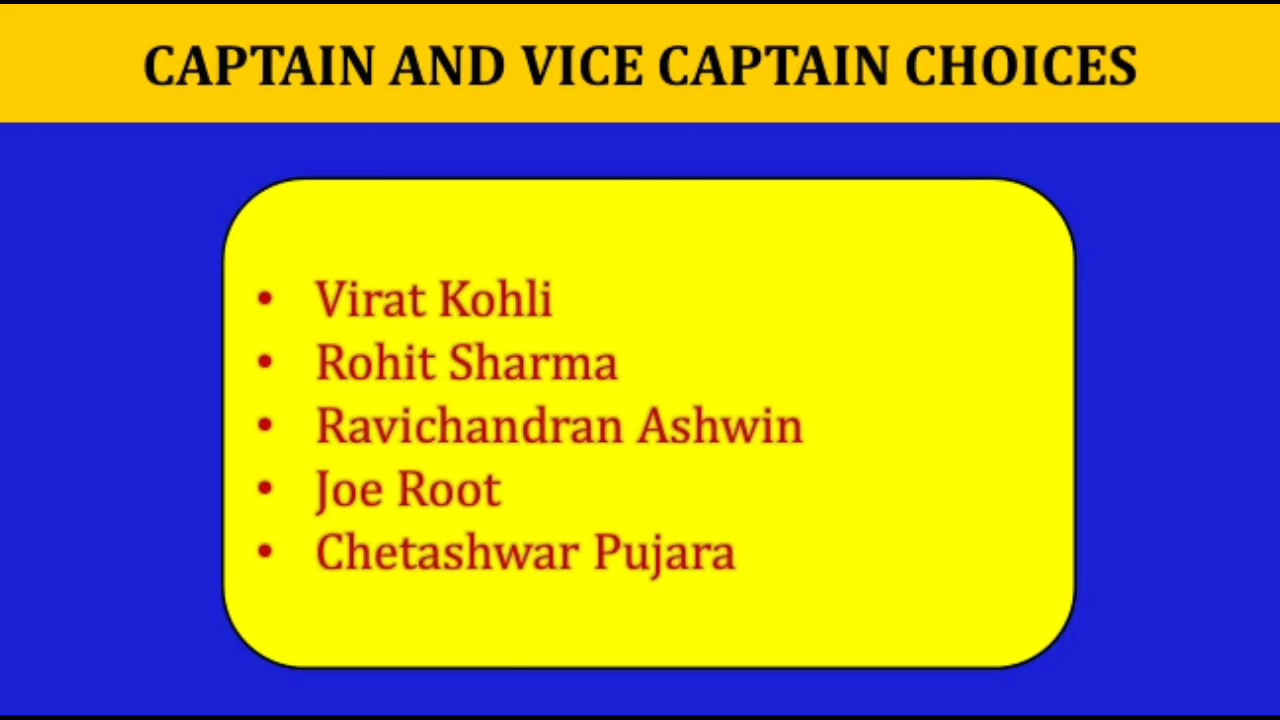 CAPTAIN AND VICE CAPTAIN CHOICES
• Virat Kohli
• Rohit Sharma
• Ravichandran Ashwin
• Joe Root
• Chetashwar Pujara